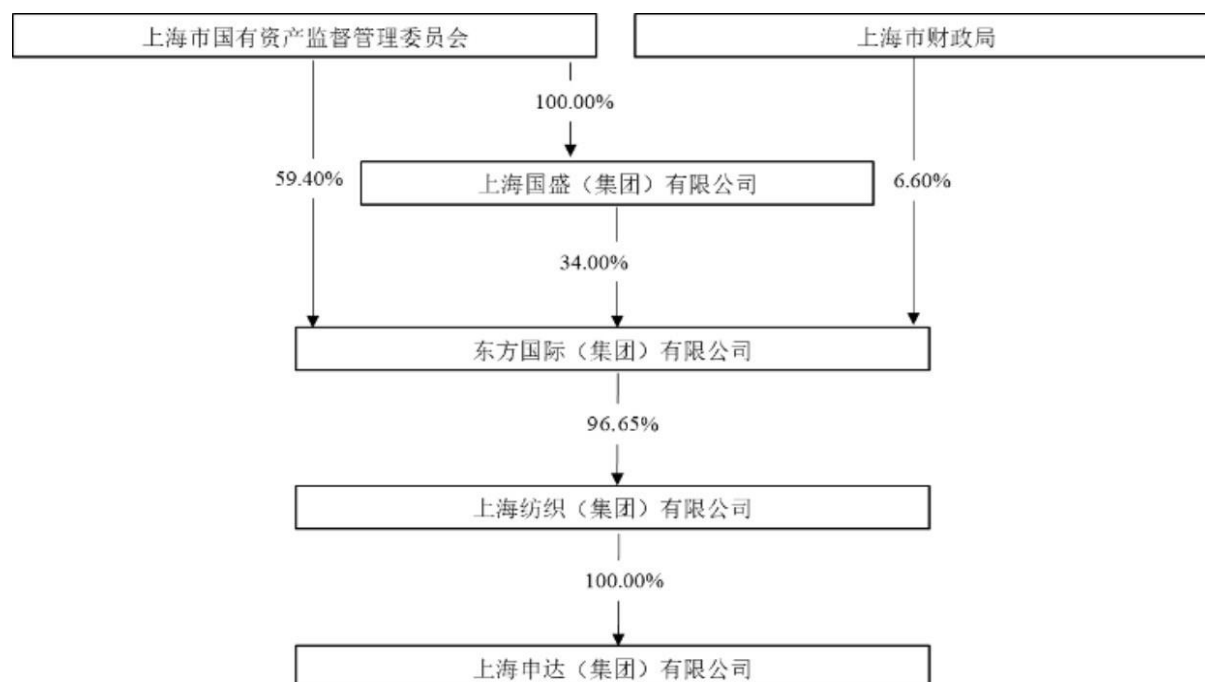 上海市国有资产监督管理委员会
上海市财政局
100.00%
59.40%
上海国盛（集团）有限公司
6.60%
34.00%
东方国际（集团）有限公司
96.65%
上海纺织（集团）有限公司
100.00%
上海申达（集团）有限公司